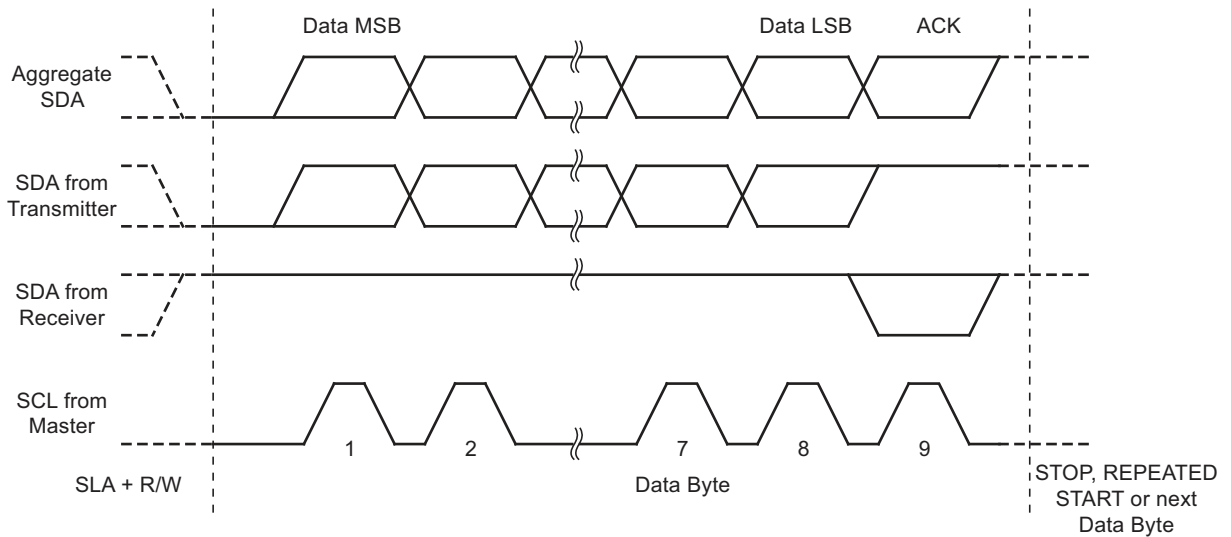 Data MSB
Data LSB
ACK
Aggregate
SDA
SDA from
Transmitter
SDA from
Receiver
SCL from
Master
1
2
7
8
9
SLA + R/W
Data Byte
STOP, REPEATED
START or next
Data Byte